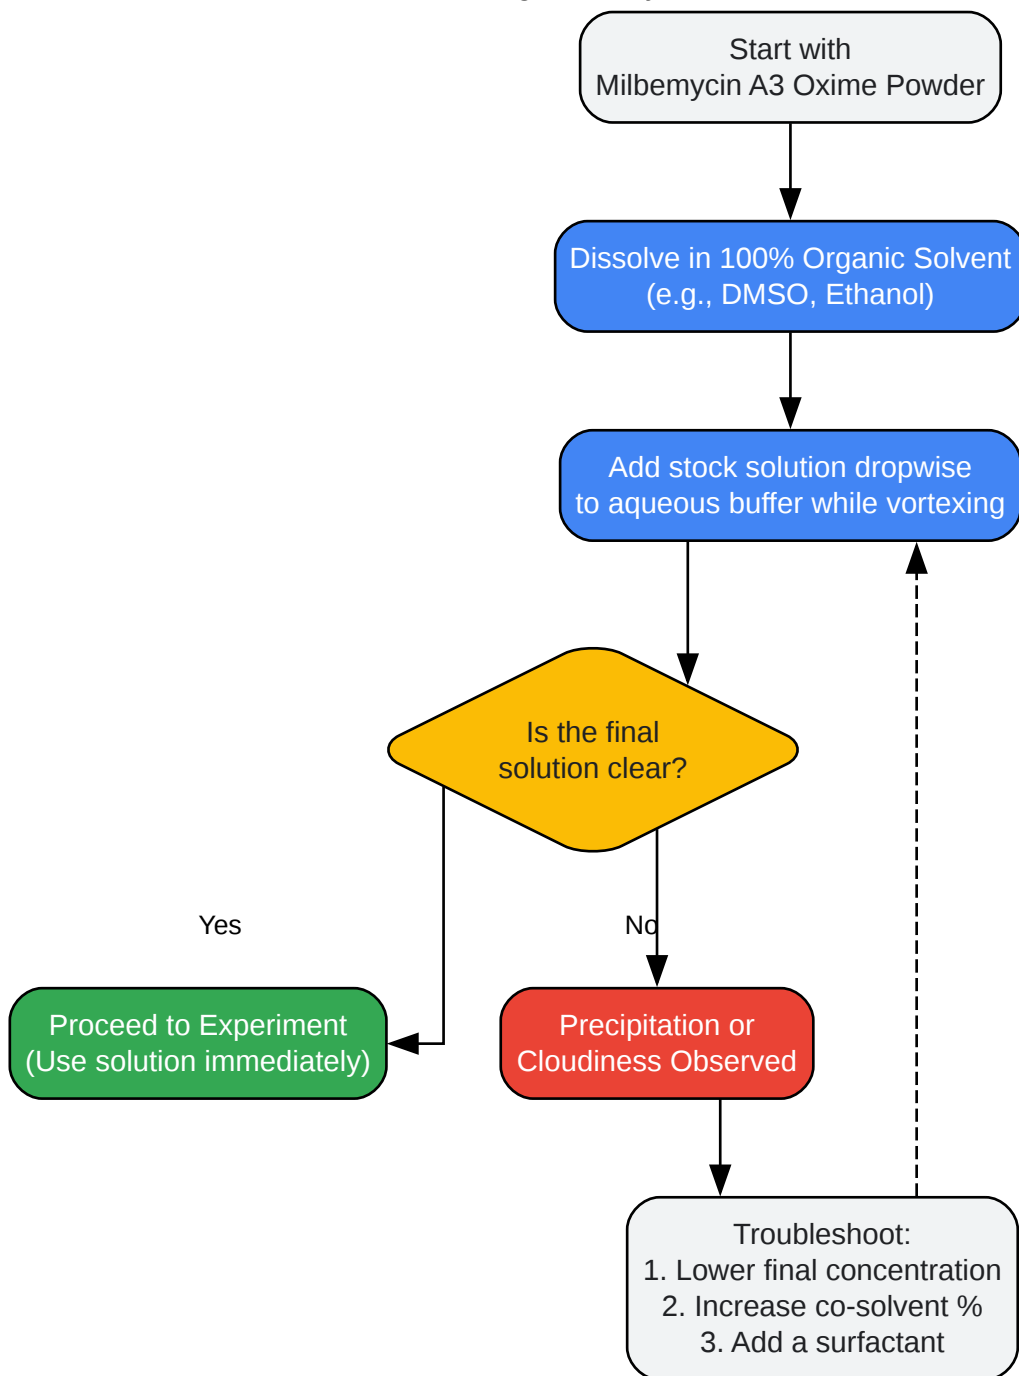 Start with
Milbemycin A3 Oxime Powder
Dissolve in 100% Organic Solvent
(e.g., DMSO, Ethanol)
Add stock solution dropwise
to aqueous buffer while vortexing
Is the final
solution clear?
Yes
No
Proceed to Experiment
(Use solution immediately)
Precipitation or
Cloudiness Observed
Troubleshoot:
1. Lower final concentration
2. Increase co-solvent %
3. Add a surfactant